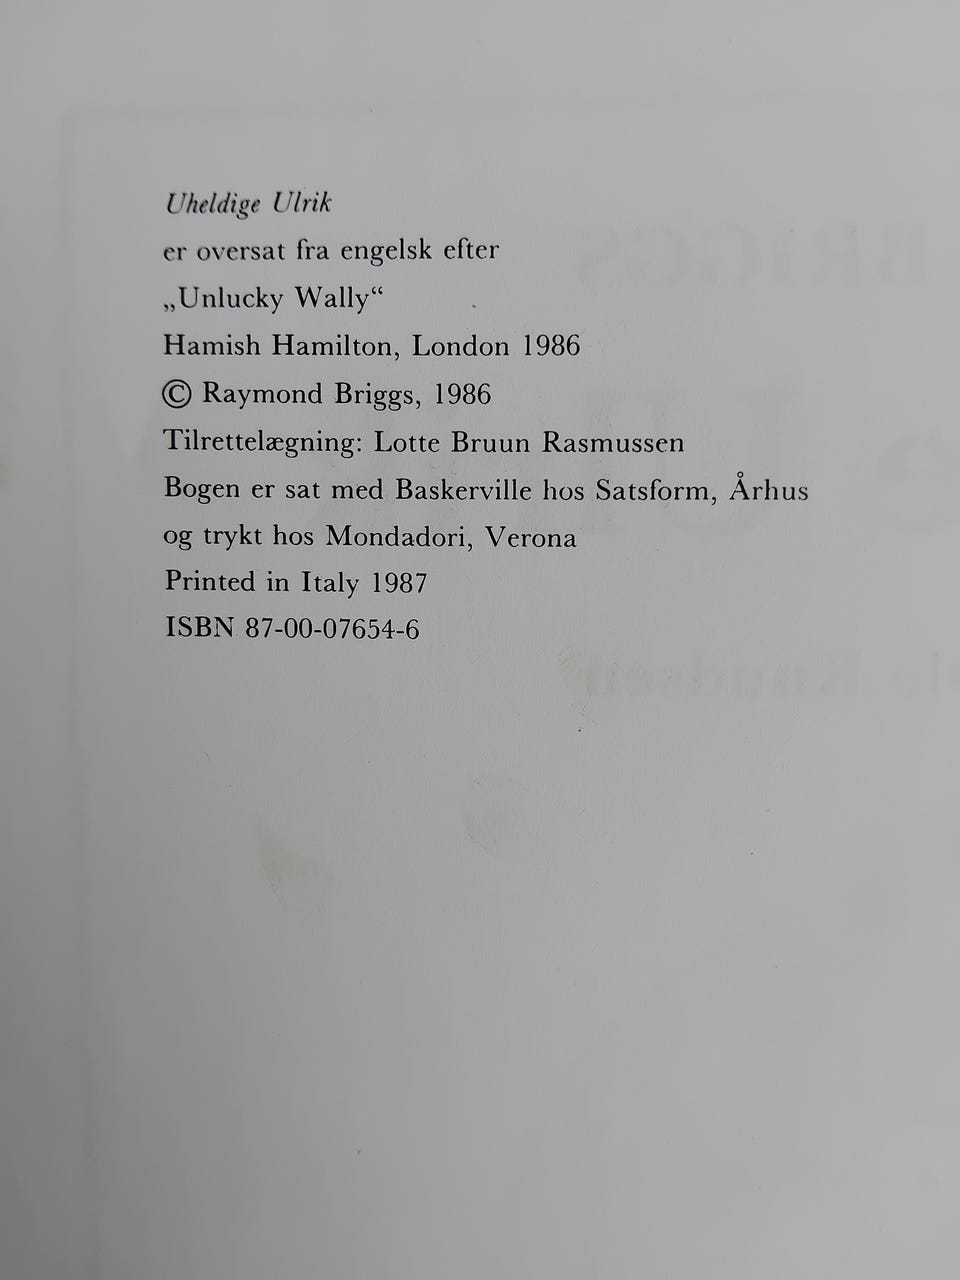 Uheldige Ulrik
er oversat fra engelsk efter
„Unlucky Wally“
Hamish Hamilton, London 1986
© Raymond Briggs, 1986
Tilrettelægning: Lotte Bruun Rasmussen
Bogen er sat med Baskerville hos Satsform, Århus
og trykt hos Mondadori, Verona
Printed in Italy 1987
ISBN 87-00-07654-6